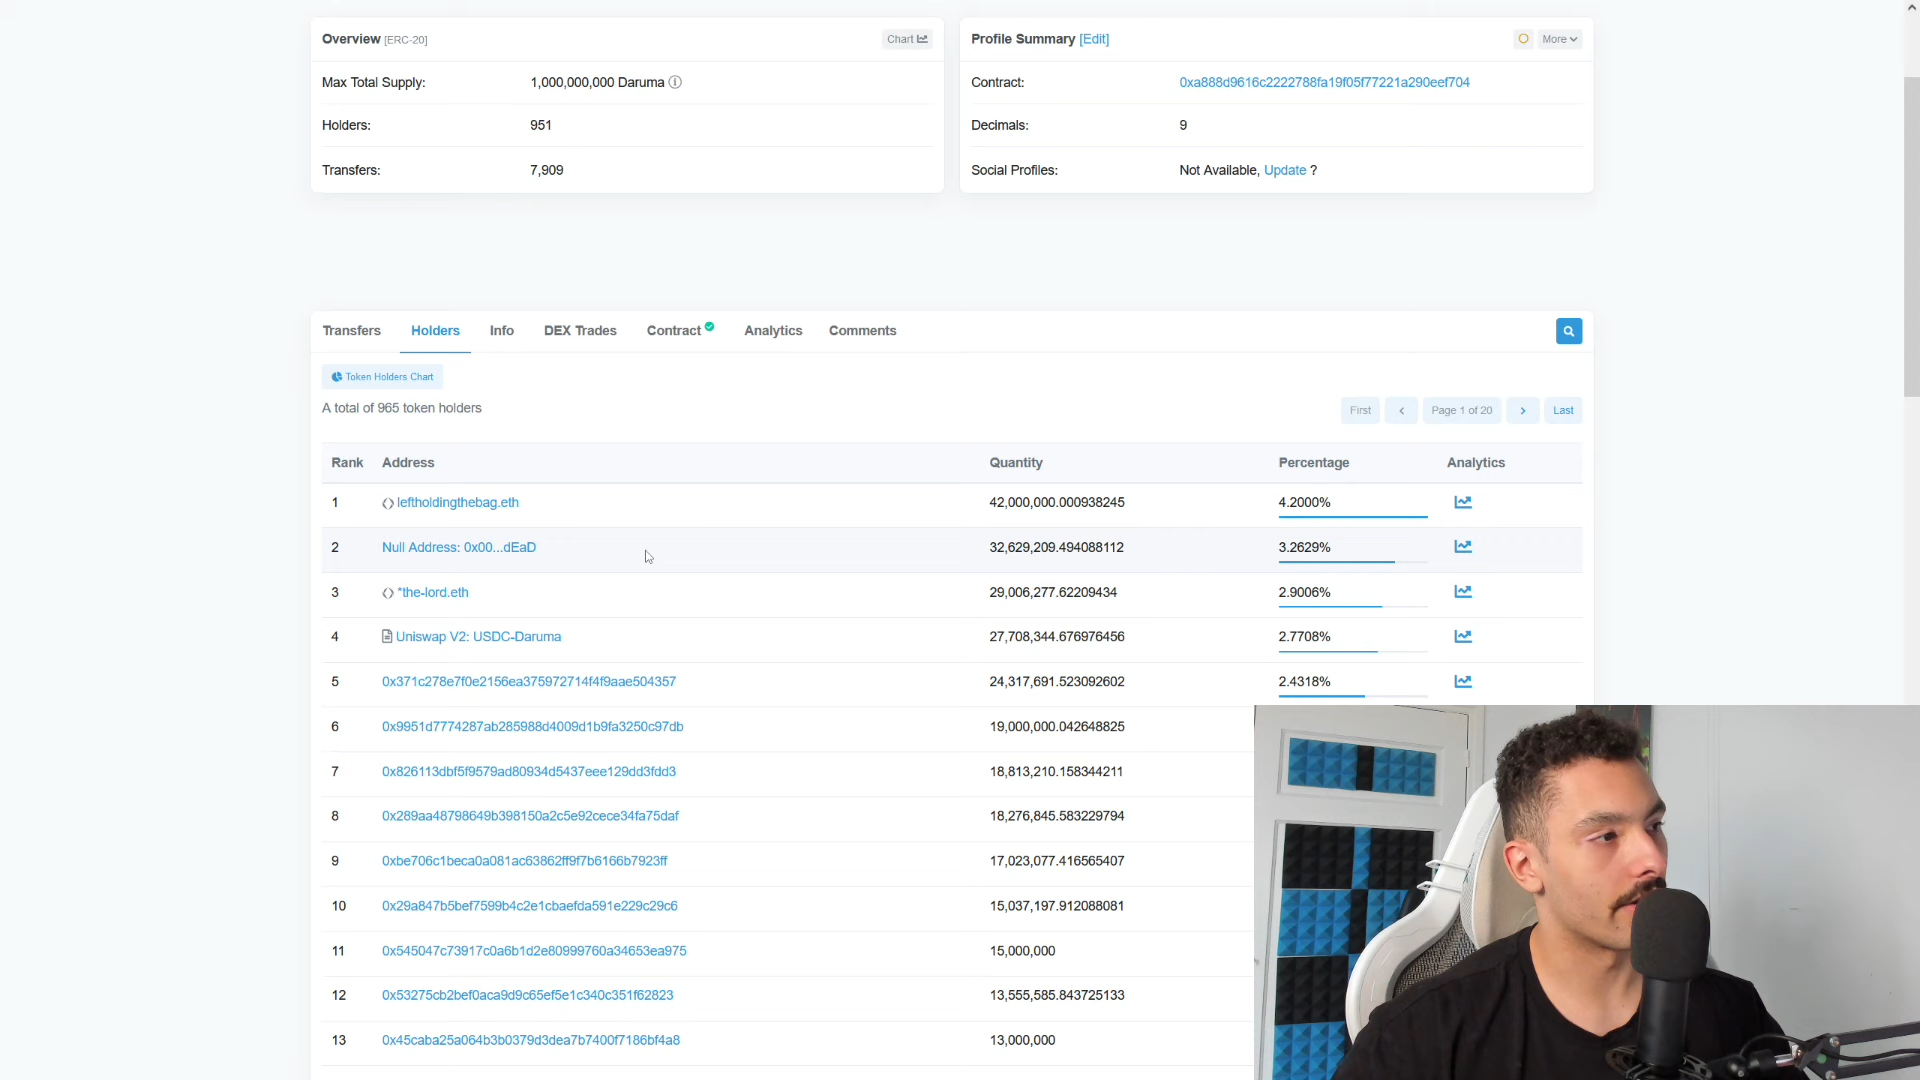 Overview [ERC-20]
Chart
Max Total Supply: 1,000,000,000 Daruma
Holders: 951
Transfers: 7,909
Profile Summary [Edit]
More
Contract: 0xa888d9616c2222788fa19f05f77221a290eef704
Decimals: 9
Social Profiles: Not Available, Update ?
Transfers Holders Info DEX Trades Contract Analytics Comments
Token Holders Chart
A total of 965 token holders
First Page 1 of 20 Last
Rank Address Quantity Percentage Analytics
1 leftholdingthebag.eth 42,000,000.000938245 4.2000%
2 Null Address: 0x00...dEaD 32,629,209.494088112 3.2629%
3 *the-lord.eth 29,006,277.62209434 2.9006%
4 Uniswap V2: USDC-Daruma 27,708,344.676976456 2.7708%
5 0x371c278e7f0e2156ea375972714f4f9aae504357 24,317,691.523092602 2.4318%
6 0x9951d7774287ab285988d4009d1b9fa3250c97db 19,000,000.042648825
7 0x826113dbf5f9579ad80934d5437eee129dd3fdd3 18,813,210.158344211
8 0x289aa48798649b398150a2c5e92cece34fa75daf 18,276,845.583229794
9 0xbe706c1beca0a081ac63862ff9f7b6166b7923ff 17,023,077.416565407
10 0x29a847b5bef7599b4c2e1cbaefda591e229c29c6 15,037,197.912088081
11 0x545047c73917c0a6b1d2e80999760a34653ea975 15,000,000
12 0x53275cb2bef0aca9d9c65ef5e1c340c351f62823 13,555,585.843725133
13 0x45caba25a064b3b0379d3dea7b7400f7186bf4a8 13,000,000